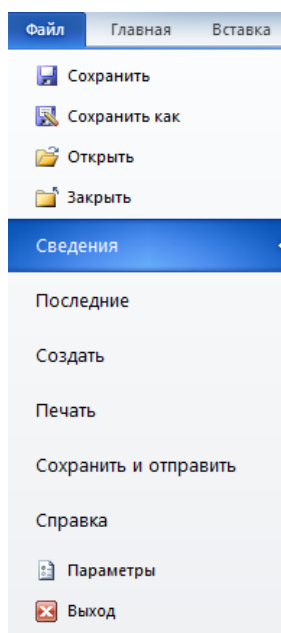 Файл Главная Вставка
Сохранить
Сохранить как
Открыть
Закрыть
Сведения
Последние
Создать
Печать
Сохранить и отправить
Справка
Параметры
Выход